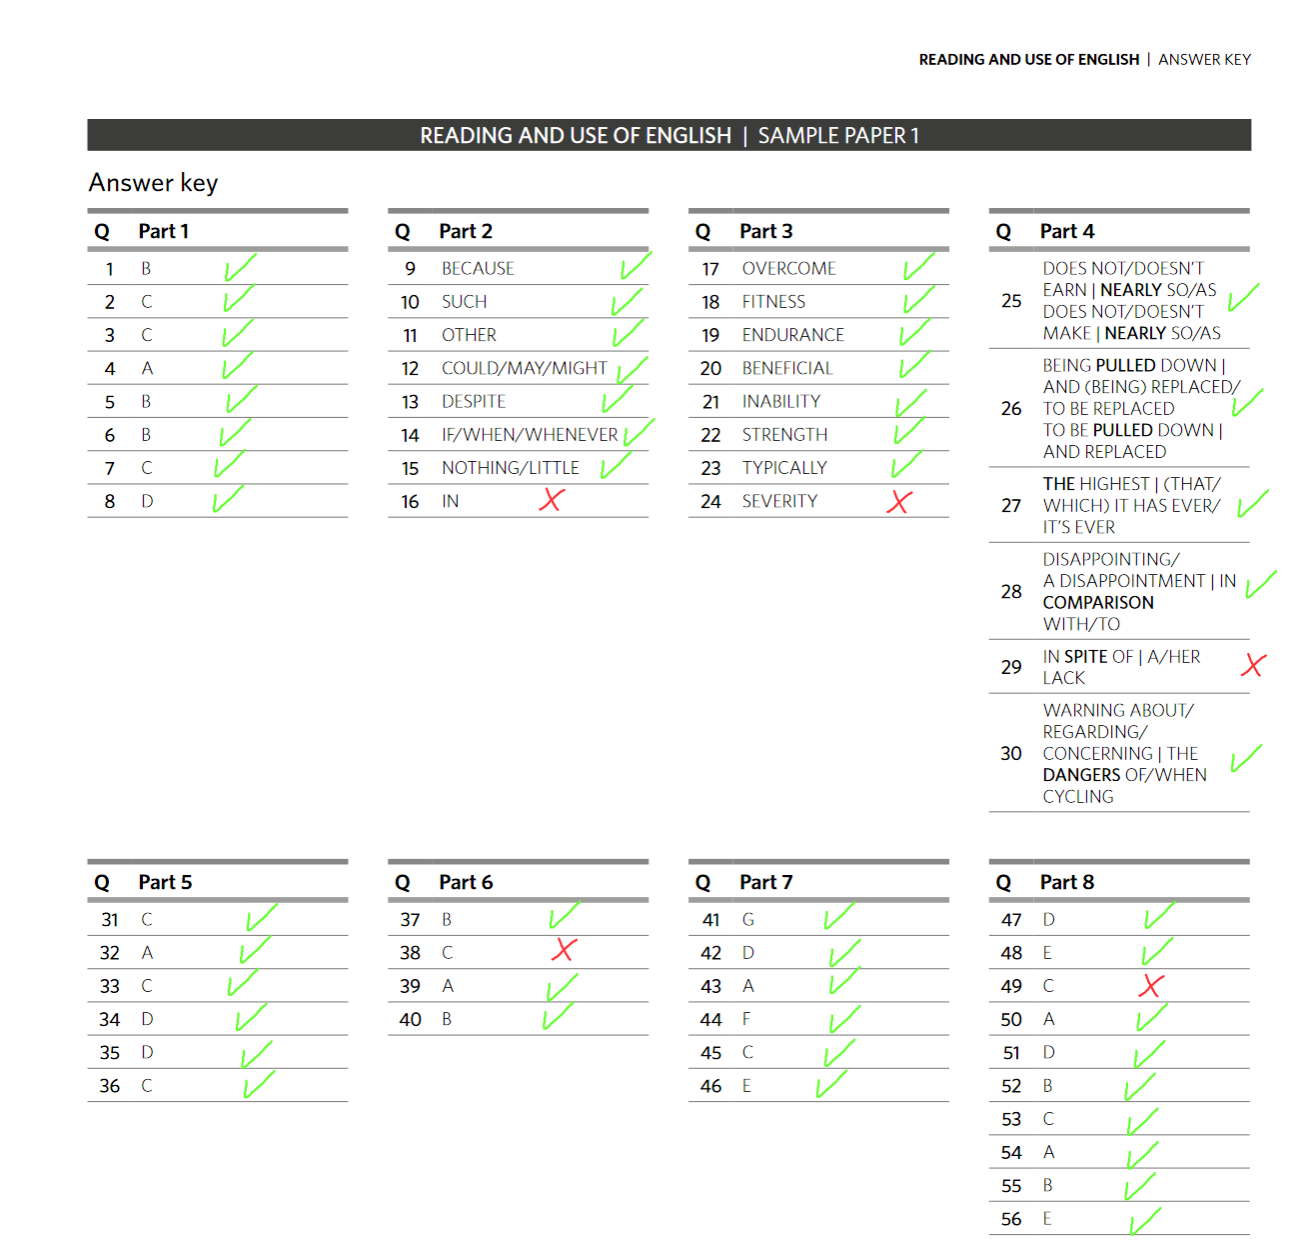 READING AND USE OF ENGLISH | ANSWER KEY
READING AND USE OF ENGLISH | SAMPLE PAPER 1
Answer key
Q Part 1
1 B
2 C
3 C
4 A
5 B
6 B
7 C
8 D
Q Part 2
9 BECAUSE
10 SUCH
11 OTHER
12 COULD/MAY/MIGHT
13 DESPITE
14 IF/WHEN/WHENEVER
15 NOTHING/LITTLE
16 IN
Q Part 3
17 OVERCOME
18 FITNESS
19 ENDURANCE
20 BENEFICIAL
21 INABILITY
22 STRENGTH
23 TYPICALLY
24 SEVERITY
Q Part 4
25
DOES NOT/DOESN'T
EARN | NEARLY SO/AS
DOES NOT/DOESN'T
MAKE | NEARLY SO/AS
26
BEING PULLED DOWN |
AND (BEING) REPLACED/
TO BE REPLACED
TO BE PULLED DOWN |
AND REPLACED
27
THE HIGHEST | (THAT/
WHICH) IT HAS EVER/
IT'S EVER
28
DISAPPOINTING/
A DISAPPOINTMENT | IN
COMPARISON
WITH/TO
29
IN SPITE OF | A/HER
LACK
30
WARNING ABOUT/
REGARDING/
CONCERNING | THE
DANGERS OF/WHEN
CYCLING
Q Part 5
31 C
32 A
33 C
34 D
35 D
36 C
Q Part 6
37 B
38 C
39 A
40 B
Q Part 7
41 G
42 D
43 A
44 F
45 C
46 E
Q Part 8
47 D
48 E
49 C
50 A
51 D
52 B
53 C
54 A
55 B
56 E